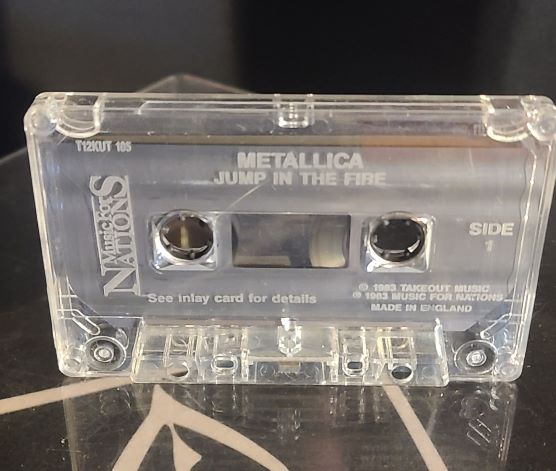 T12KUT 105
METALLICA
JUMP IN THE FIRE
Music For
NATIONS
SIDE
1
See inlay card for details
© 1983 TAKEOUT MUSIC
℗ 1983 MUSIC FOR NATIONS
MADE IN ENGLAND